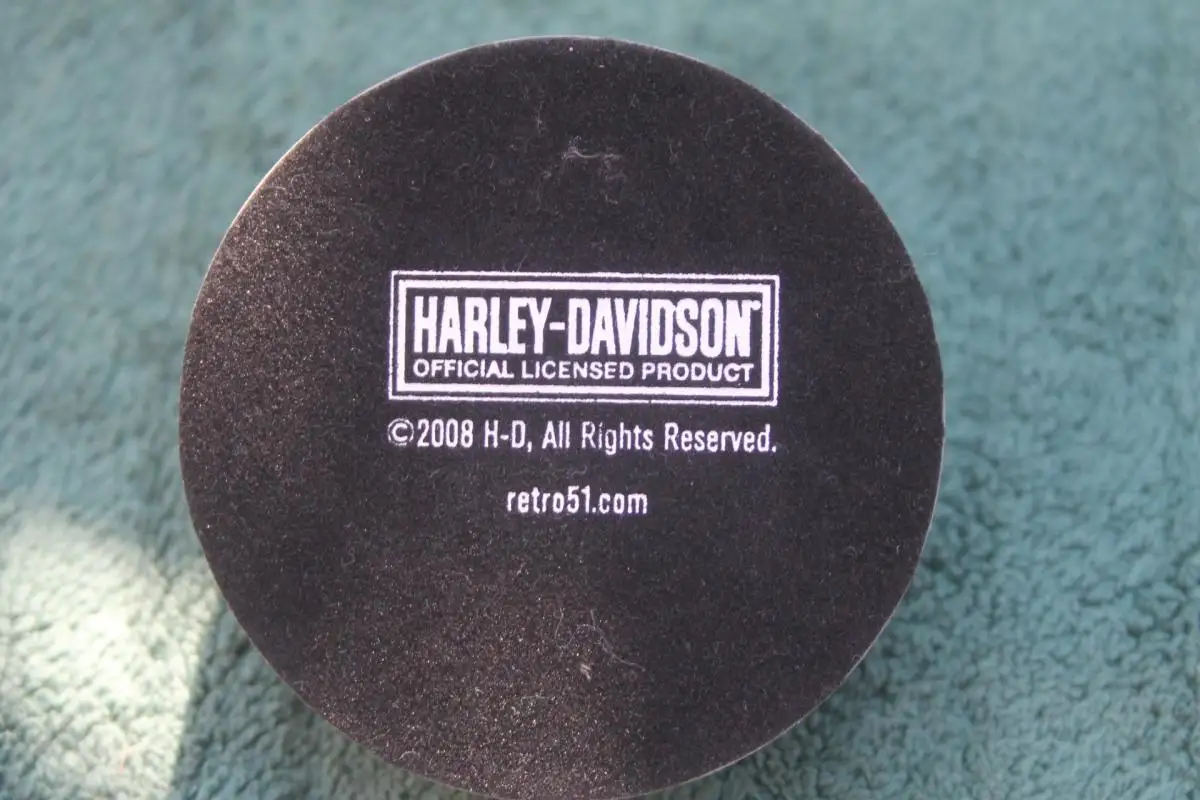 HARLEY-DAVIDSON
OFFICIAL LICENSED PRODUCT
©2008 H-D, All Rights Reserved.
retro51.com